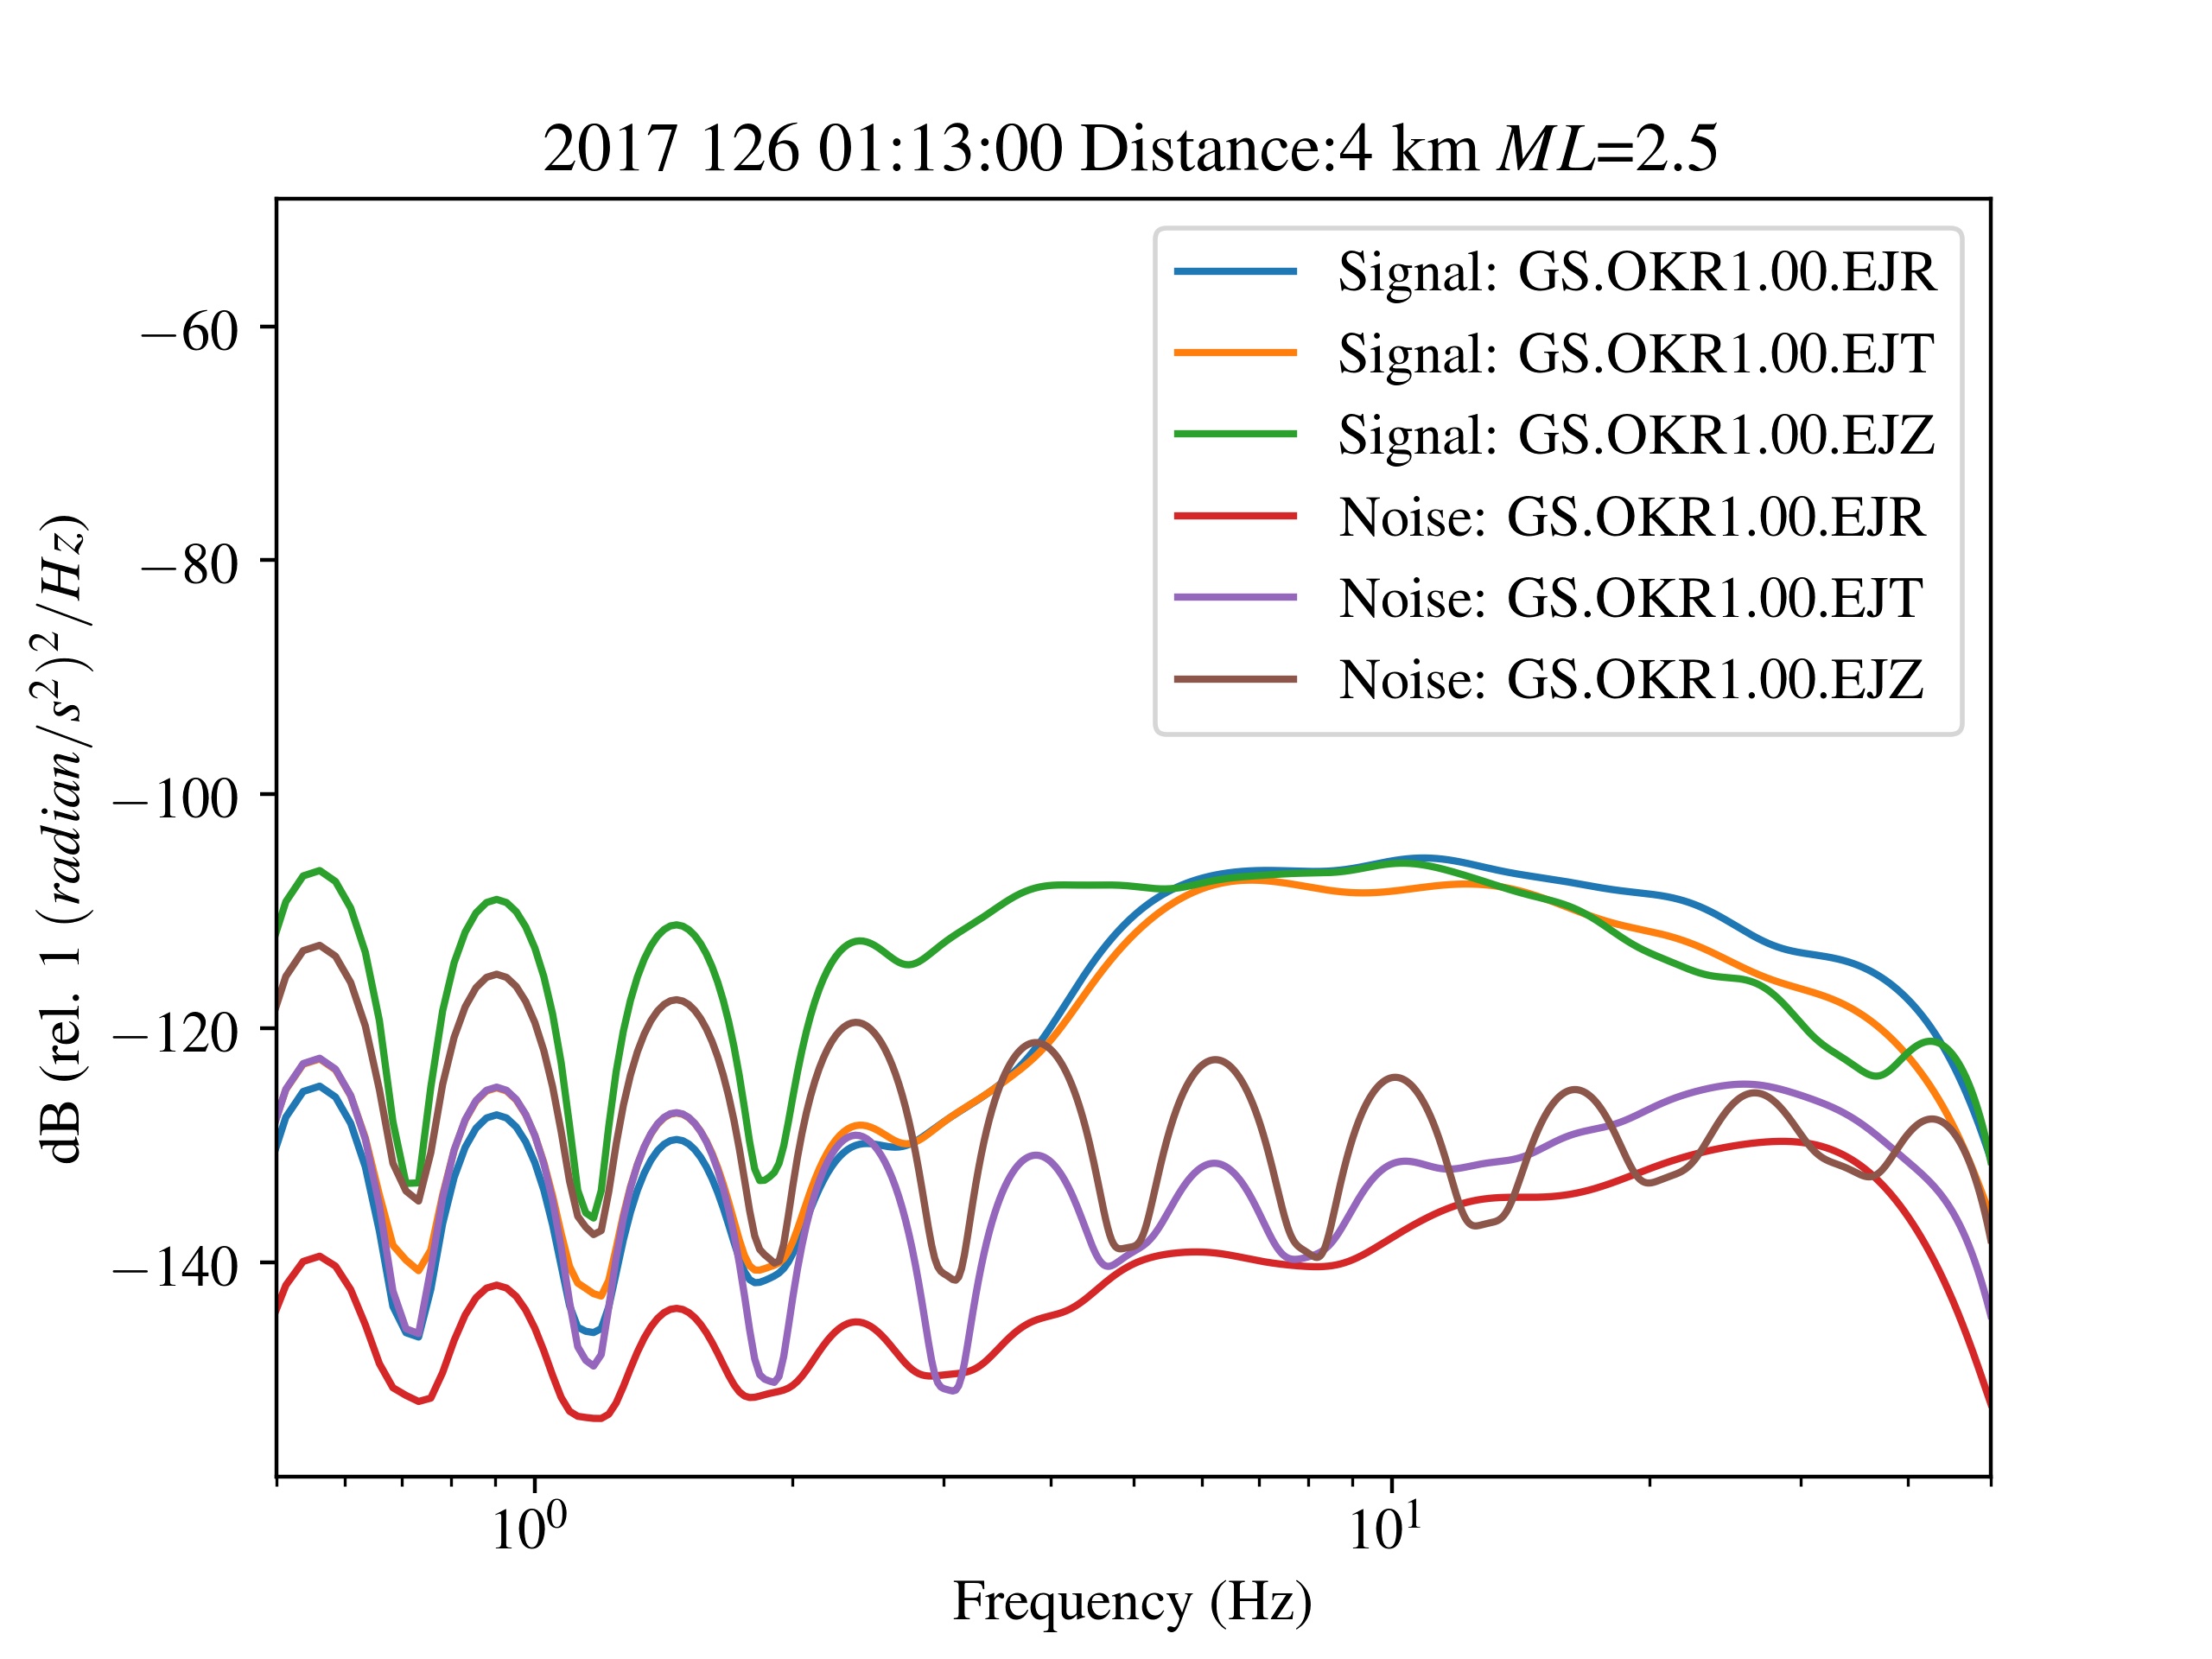 2017 126 01:13:00 Distance:4 km ML=2.5
Signal: GS.OKR1.00.EJR
Signal: GS.OKR1.00.EJT
Signal: GS.OKR1.00.EJZ
Noise: GS.OKR1.00.EJR
Noise: GS.OKR1.00.EJT
Noise: GS.OKR1.00.EJZ
dB (rel. 1 (radian/s²)²/Hz)
−60
−80
−100
−120
−140
10⁰ 10¹
Frequency (Hz)